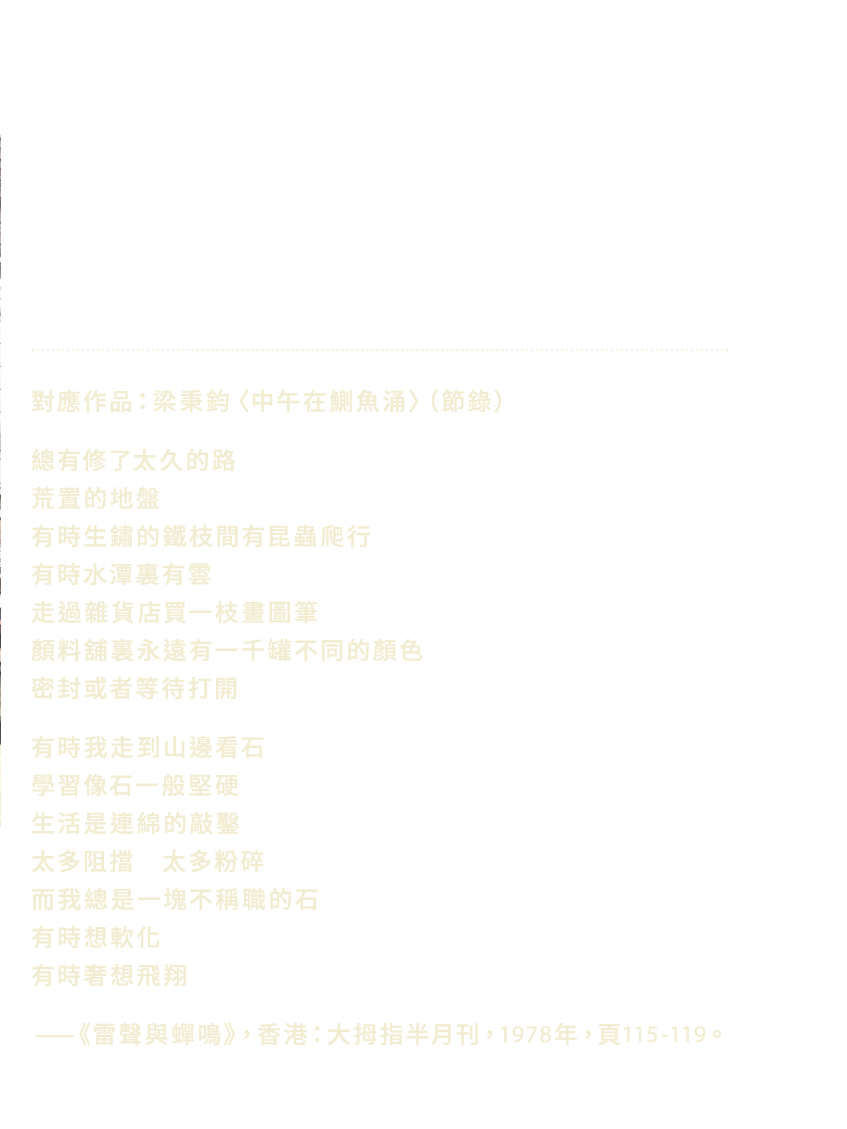 對應作品：梁秉鈞〈中午在鰂魚涌〉（節錄）
總有修了太久的路
荒置的地盤
有時生鏽的鐵枝間有昆蟲爬行
有時水潭裏有雲
走過雜貨店買一枝畫圖筆
顏料舖裏永遠有一千罐不同的顏色
密封或者等待打開
有時我走到山邊看石
學習像石一般堅硬
生活是連綿的敲鑿
太多阻擋　太多粉碎
而我總是一塊不稱職的石
有時想軟化
有時奢想飛翔
——《雷聲與蟬鳴》，香港：大拇指半月刊，1978年，頁115-119。